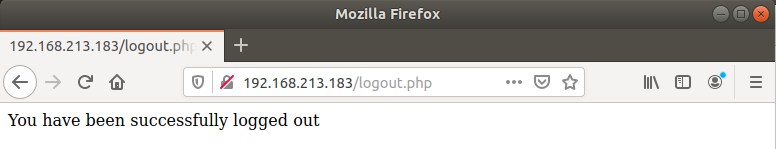 Mozilla Firefox
192.168.213.183/logout.php
192.168.213.183/logout.php
You have been successfully logged out